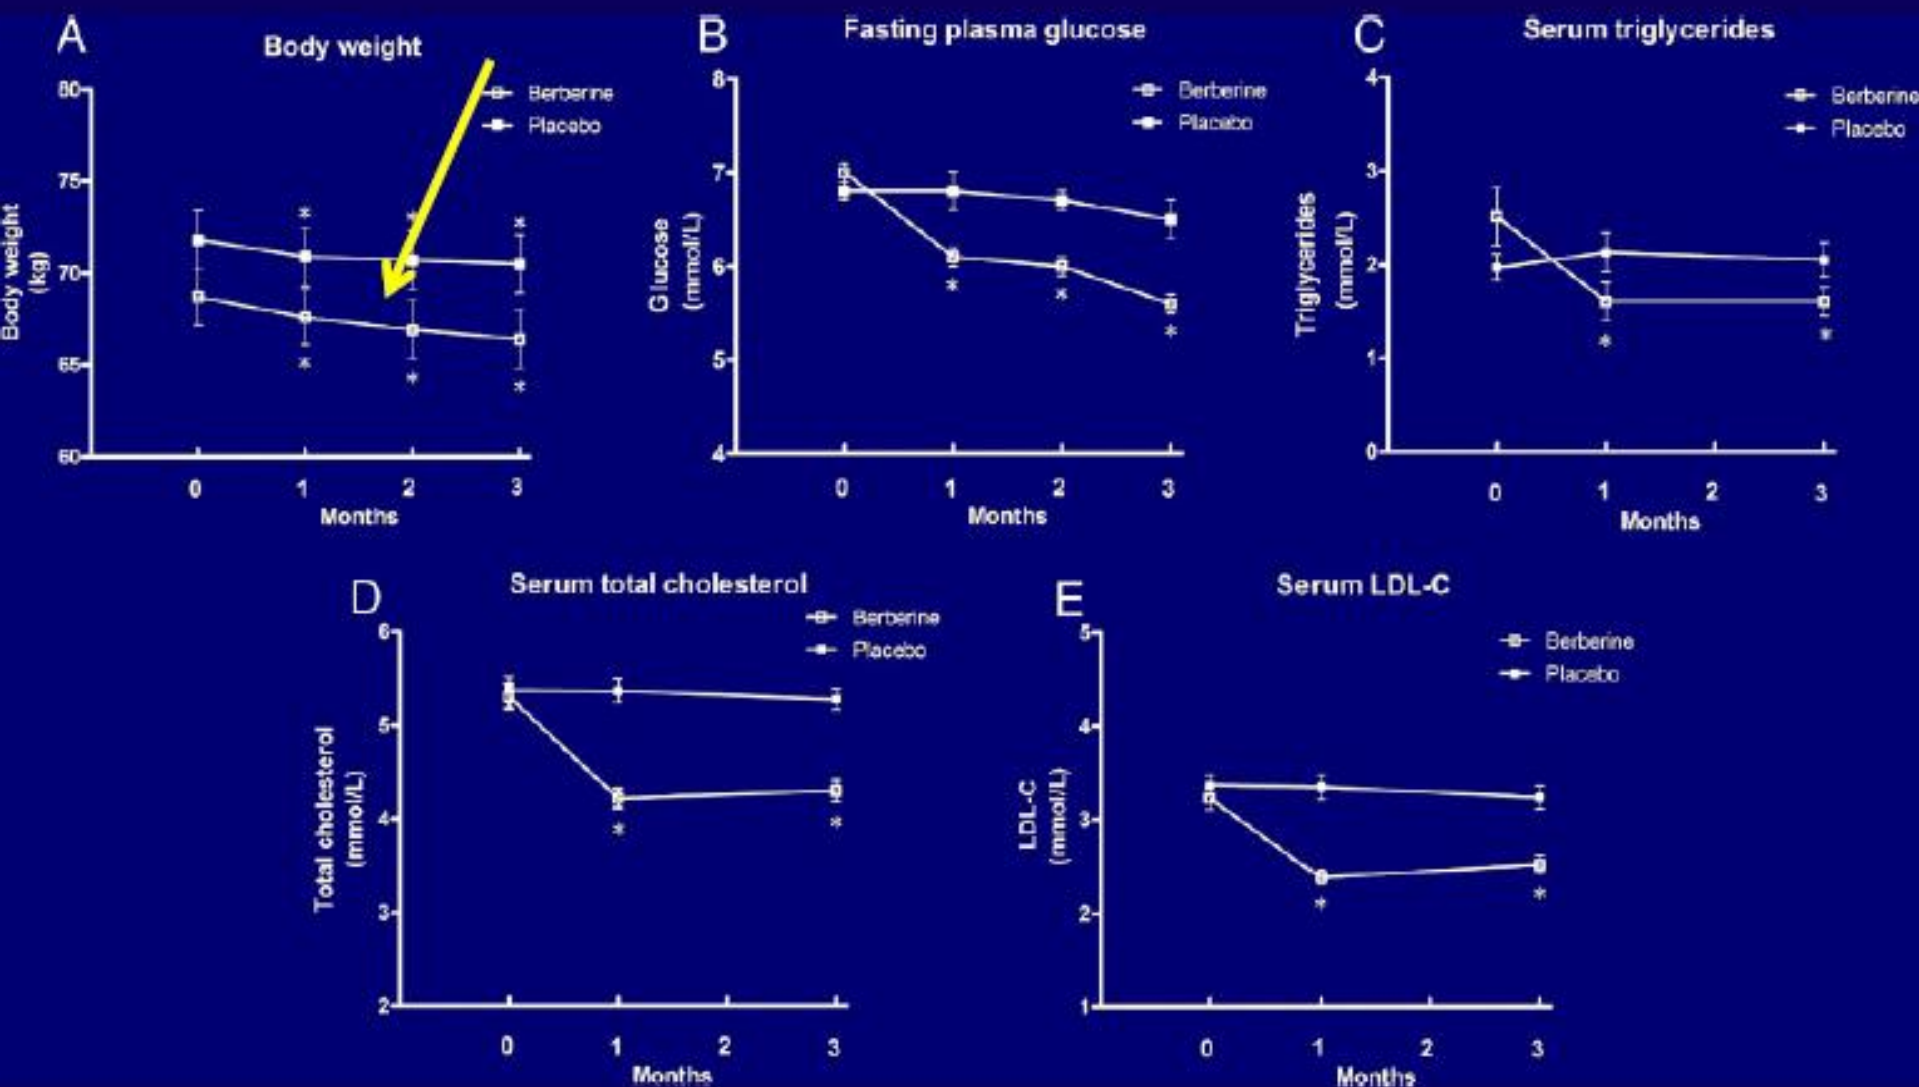 A
Body weight
Berberine
Placebo
80
75
70
65
60
Body weight
(kg)
*
*
*
*
*
*
0 1 2 3
Months
B
Fasting plasma glucose
Berberine
Placebo
8
7
6
5
4
Glucose
(mmol/L)
*
*
*
0 1 2 3
Months
C
Serum triglycerides
Berberine
Placebo
4
3
2
1
0
Triglycerides
(mmol/L)
*
*
0 1 2 3
Months
D
Serum total cholesterol
Berberine
Placebo
6
5
4
3
2
Total cholesterol
(mmol/L)
*
*
0 1 2 3
Months
E
Serum LDL-C
Berberine
Placebo
5
4
3
2
1
LDL-C
(mmol/L)
*
*
0 1 2 3
Months